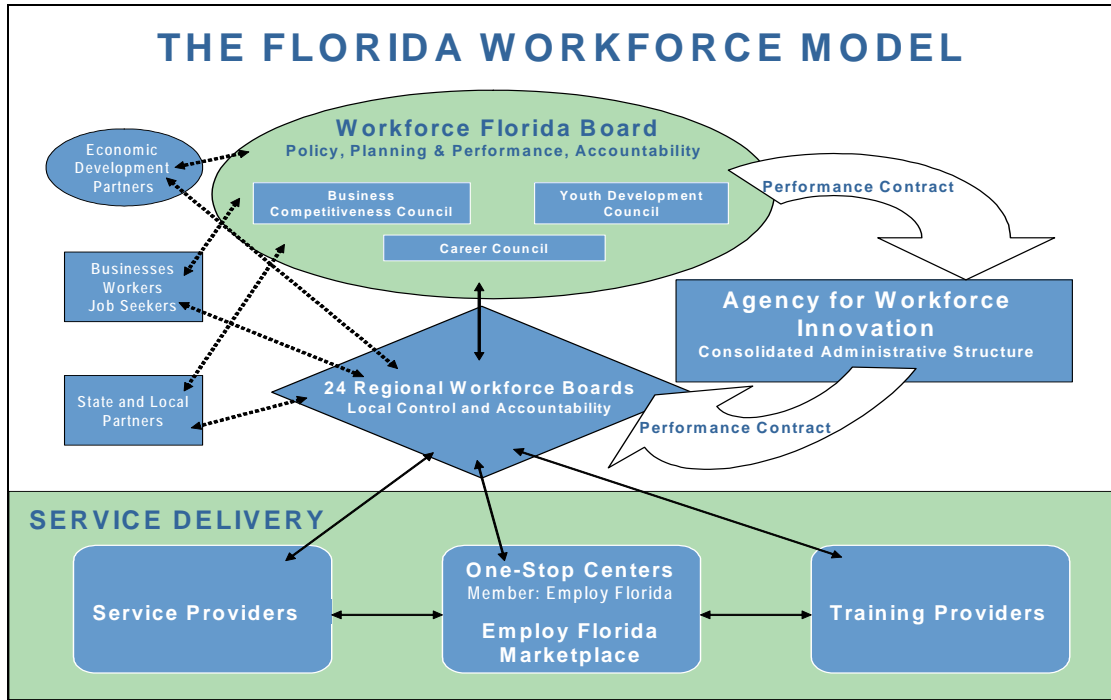 THE FLORIDA WORKFORCE MODEL
Workforce Florida Board
Policy, Planning & Performance, Accountability
Economic
Development
Partners
Business
Competitiveness Council
Youth Development
Council
Career Council
Performance Contract
Businesses
Workers
Job Seekers
Agency for Workforce
Innovation
Consolidated Administrative Structure
24 Regional Workforce Boards
Local Control and Accountability
State and Local
Partners
Performance Contract
SERVICE DELIVERY
Service Providers
One-Stop Centers
Member: Employ Florida
Employ Florida
Marketplace
Training Providers